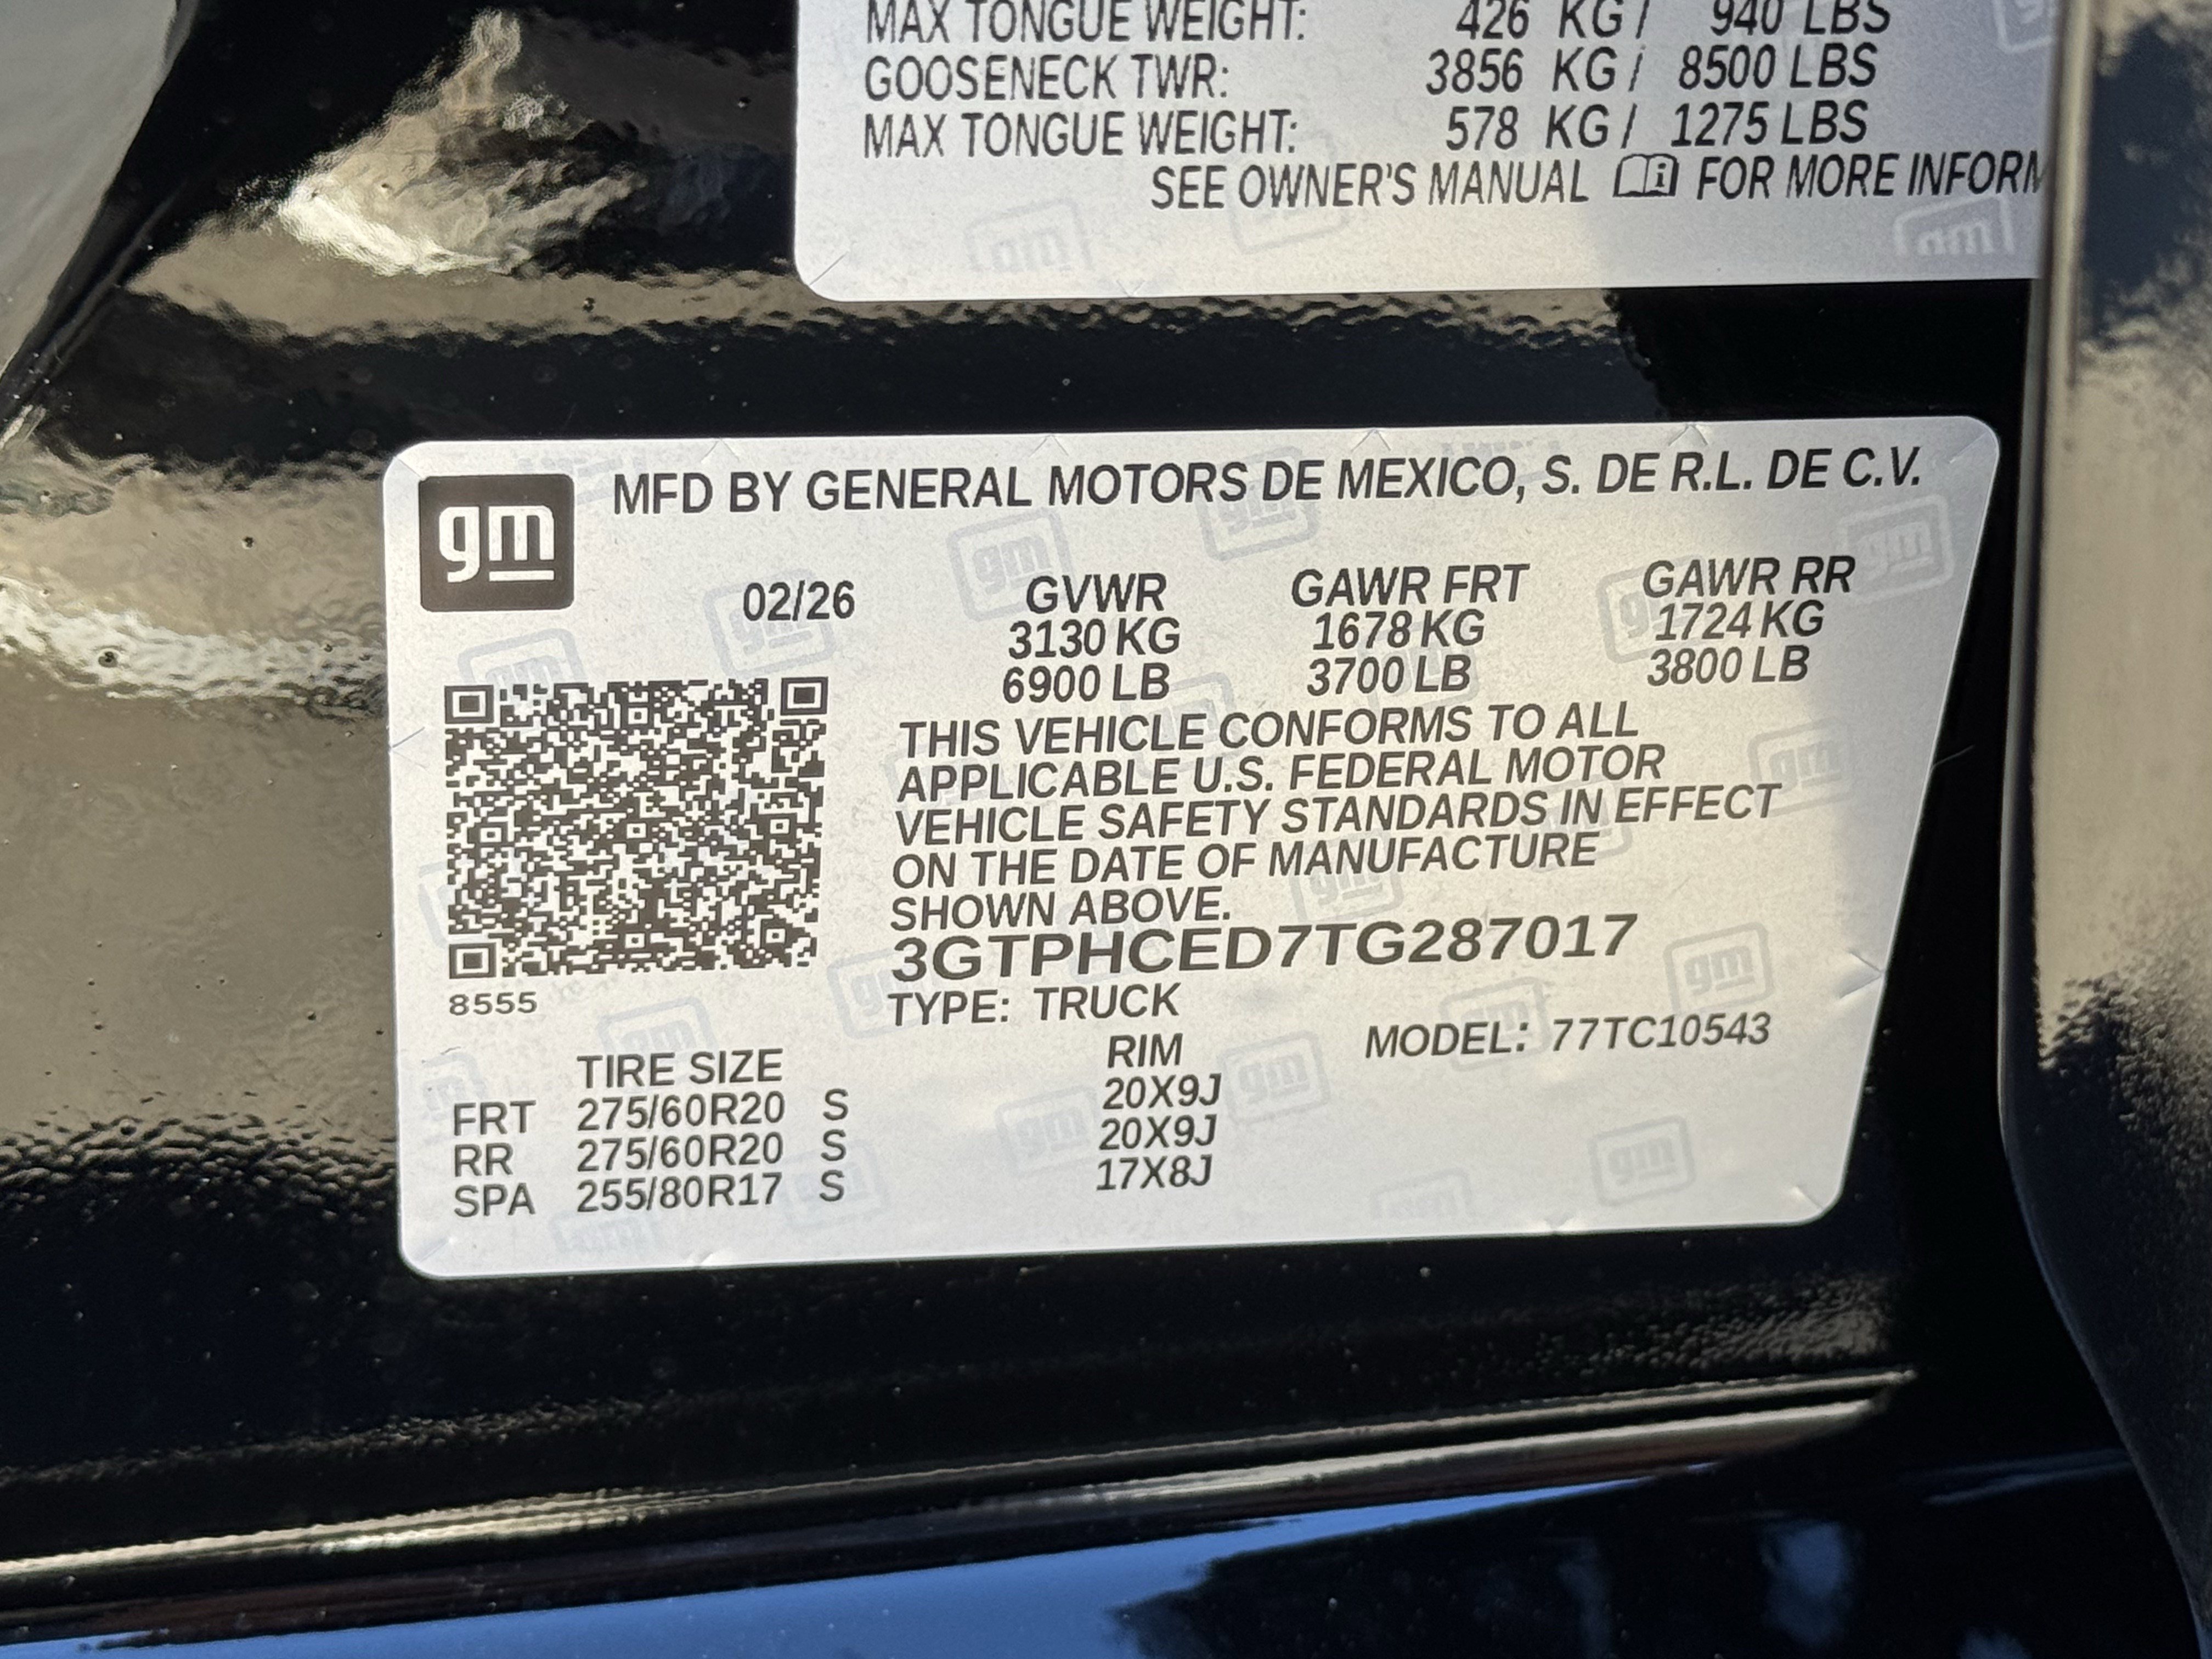 MAX TONGUE WEIGHT: 426 KG / 940 LBS
GOOSENECK TWR: 3856 KG / 8500 LBS
MAX TONGUE WEIGHT: 578 KG / 1275 LBS
SEE OWNER'S MANUAL FOR MORE INFORM
gm MFD BY GENERAL MOTORS DE MEXICO, S. DE R.L. DE C.V.
02/26 GVWR GAWR FRT GAWR RR
3130 KG 1678 KG 1724 KG
6900 LB 3700 LB 3800 LB
THIS VEHICLE CONFORMS TO ALL
APPLICABLE U.S. FEDERAL MOTOR
VEHICLE SAFETY STANDARDS IN EFFECT
ON THE DATE OF MANUFACTURE
SHOWN ABOVE.
3GTPHCED7TG287017
8555
TYPE: TRUCK
MODEL: 77TC10543
TIRE SIZE RIM
FRT 275/60R20 S 20X9J
RR 275/60R20 S 20X9J
SPA 255/80R17 S 17X8J